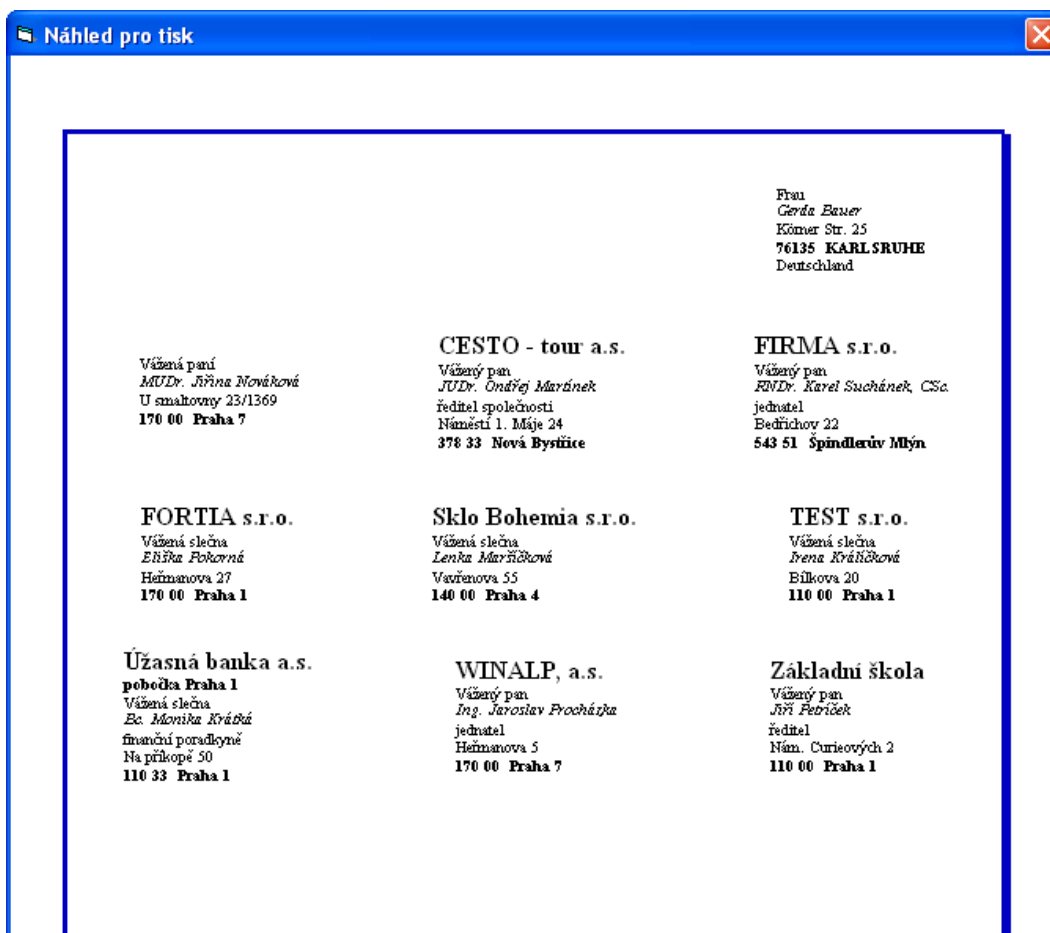 Náhled pro tisk
Frau
Gerda Bauer
Körner Str. 25
76135 KARLSRUHE
Deutschland
Vážená paní
MUDr. Jiřina Nováková
U smaltovny 23/1369
170 00 Praha 7
CESTO - tour a.s.
Vážený pan
JUDr. Ondřej Martínek
ředitel společnosti
Náměstí 1. Máje 24
378 33 Nová Bystřice
FIRMA s.r.o.
Vážený pan
RNDr. Karel Suchánek, CSc.
jednatel
Bedřichov 22
543 51 Špindlerův Mlýn
FORTIA s.r.o.
Vážená slečna
Eliška Pokorná
Heřmanova 27
170 00 Praha 1
Sklo Bohemia s.r.o.
Vážená slečna
Lenka Maršíčková
Vavřenova 55
140 00 Praha 4
TEST s.r.o.
Vážená slečna
Irena Králíčková
Bílkova 20
110 00 Praha 1
Úžasná banka a.s.
pobočka Praha 1
Vážená slečna
Bc. Monika Krátká
finanční poradkyně
Na příkopě 50
110 33 Praha 1
WINALP, a.s.
Vážený pan
Ing. Jaroslav Procházka
jednatel
Heřmanova 5
170 00 Praha 7
Základní škola
Vážený pan
Jiří Petříček
ředitel
Nám. Curieových 2
110 00 Praha 1